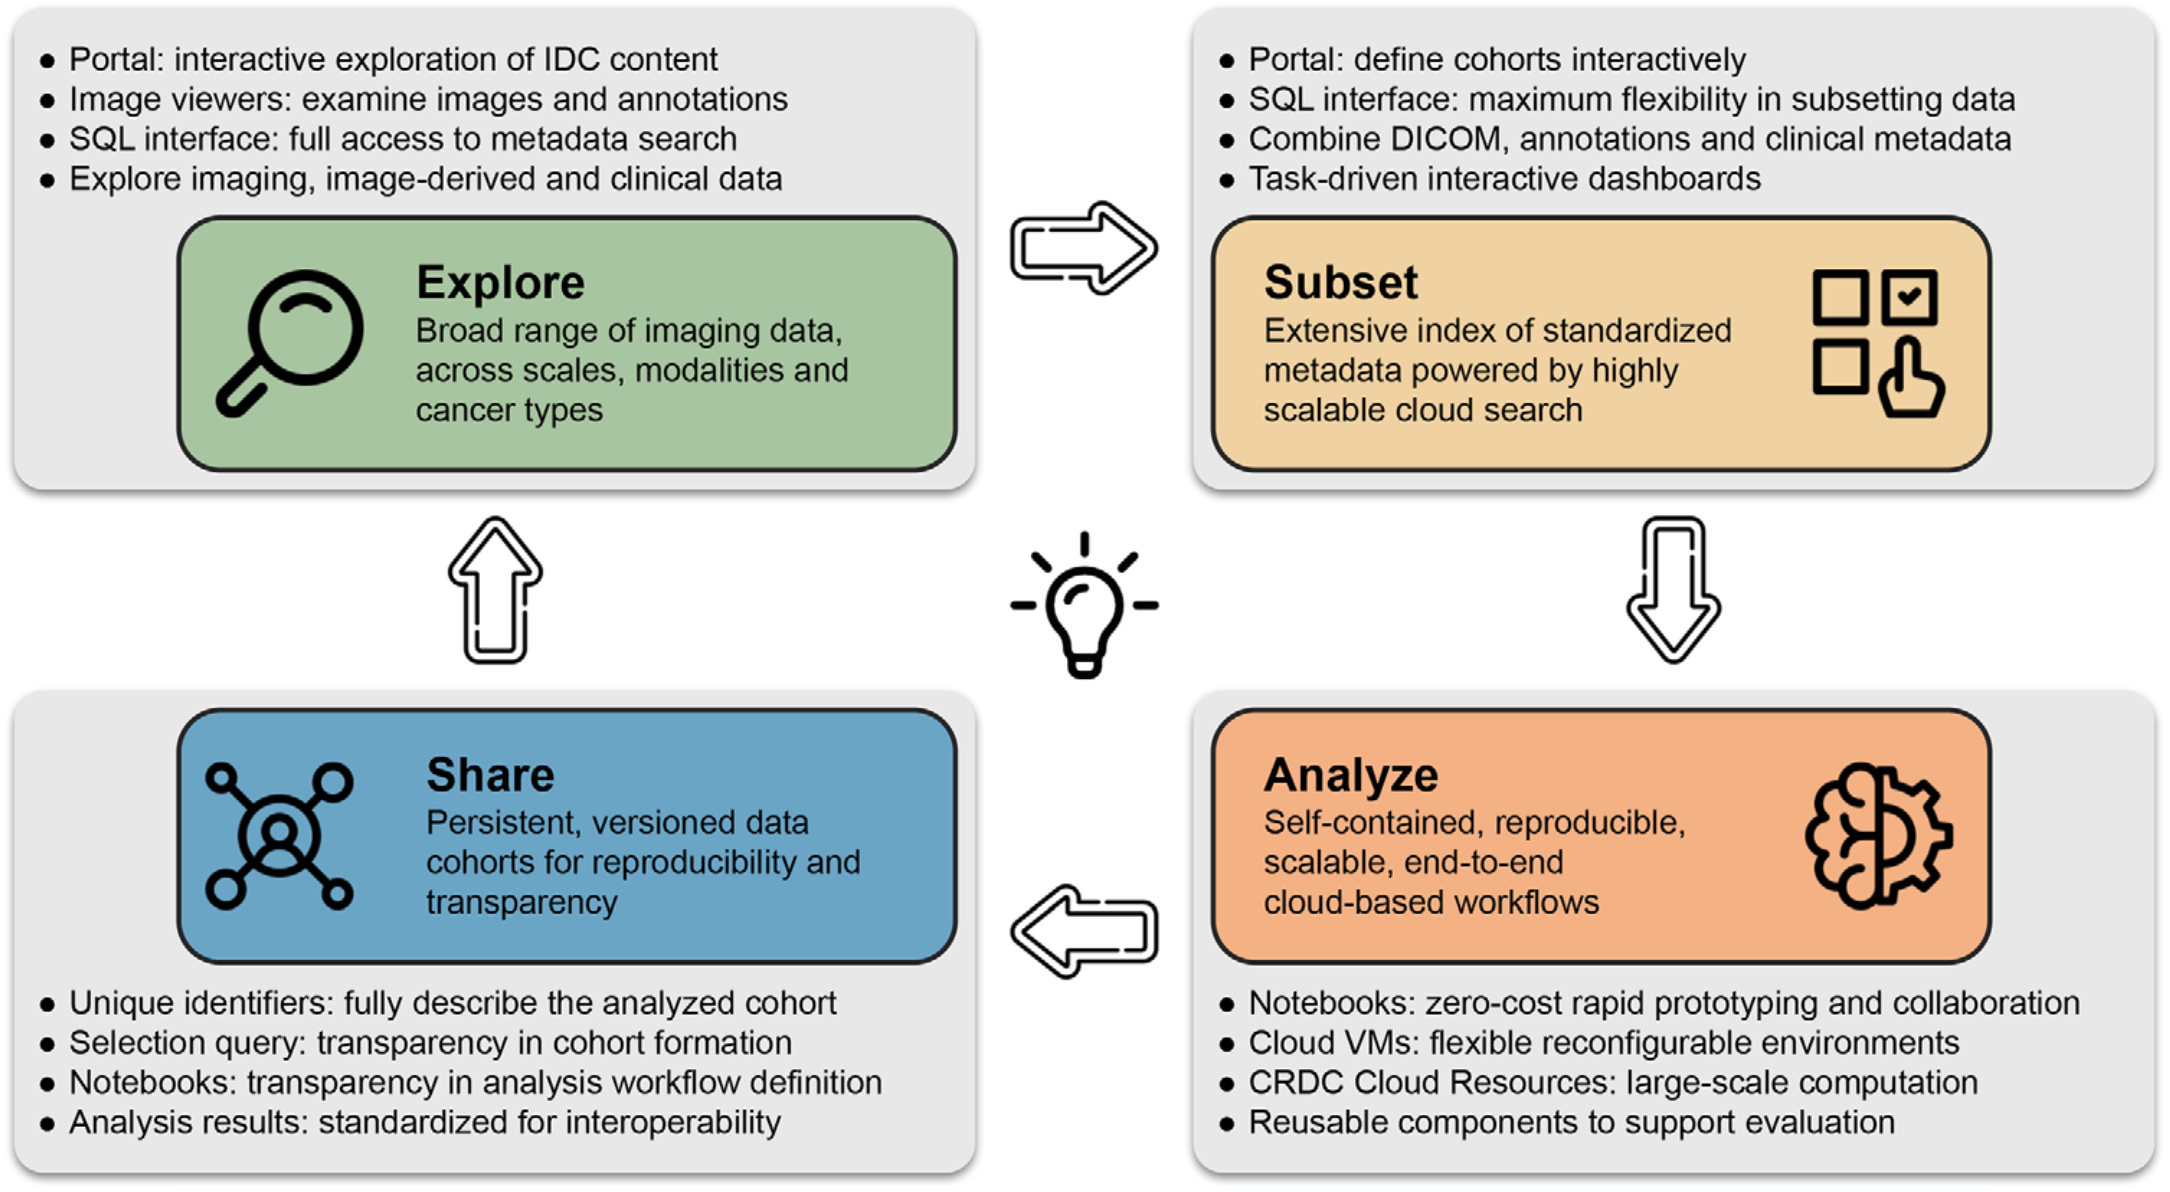 ● Portal: interactive exploration of IDC content
● Image viewers: examine images and annotations
● SQL interface: full access to metadata search
● Explore imaging, image-derived and clinical data
Explore
Broad range of imaging data,
across scales, modalities and
cancer types
● Portal: define cohorts interactively
● SQL interface: maximum flexibility in subsetting data
● Combine DICOM, annotations and clinical metadata
● Task-driven interactive dashboards
Subset
Extensive index of standardized
metadata powered by highly
scalable cloud search
Share
Persistent, versioned data
cohorts for reproducibility and
transparency
● Unique identifiers: fully describe the analyzed cohort
● Selection query: transparency in cohort formation
● Notebooks: transparency in analysis workflow definition
● Analysis results: standardized for interoperability
Analyze
Self-contained, reproducible,
scalable, end-to-end
cloud-based workflows
● Notebooks: zero-cost rapid prototyping and collaboration
● Cloud VMs: flexible reconfigurable environments
● CRDC Cloud Resources: large-scale computation
● Reusable components to support evaluation